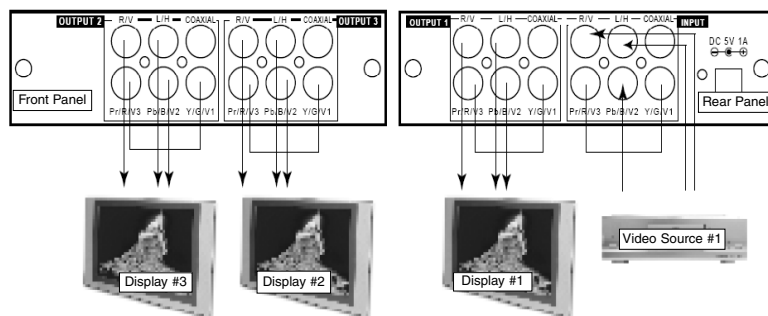 OUTPUT 2 R/V L/H COAXIAL R/V L/H COAXIAL OUTPUT 3
Front Panel
Pr/R/V3 Pb/B/V2 Y/G/V1 Pr/R/V3 Pb/B/V2 Y/G/V1
Display #3
Display #2
OUTPUT 1 R/V L/H COAXIAL R/V L/H COAXIAL INPUT
DC 5V 1A
Rear Panel
Pr/R/V3 Pb/B/V2 Y/G/V1 Pr/R/V3 Pb/B/V2 Y/G/V1
Display #1
Video Source #1